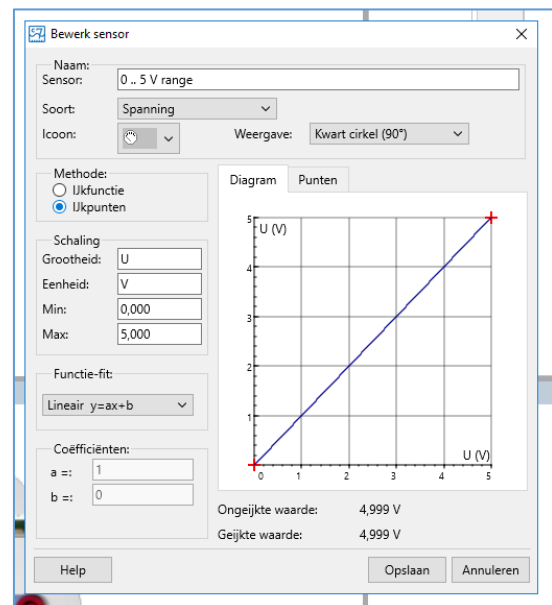 Bewerk sensor
Naam:
Sensor: 0 .. 5 V range
Soort: Spanning
Icoon: Weergave: Kwart cirkel (90°)
Methode:
IJkfunctie
IJkpunten
Schaling
Grootheid: U
Eenheid: V
Min: 0,000
Max: 5,000
Functie-fit:
Lineair y=ax+b
Coëfficiënten:
a =: 1
b =: 0
Diagram Punten
5
U (V)
4
3
2
1
U (V)
0 1 2 3 4 5
Ongeijkte waarde: 4,999 V
Geijkte waarde: 4,999 V
Help Opslaan Annuleren